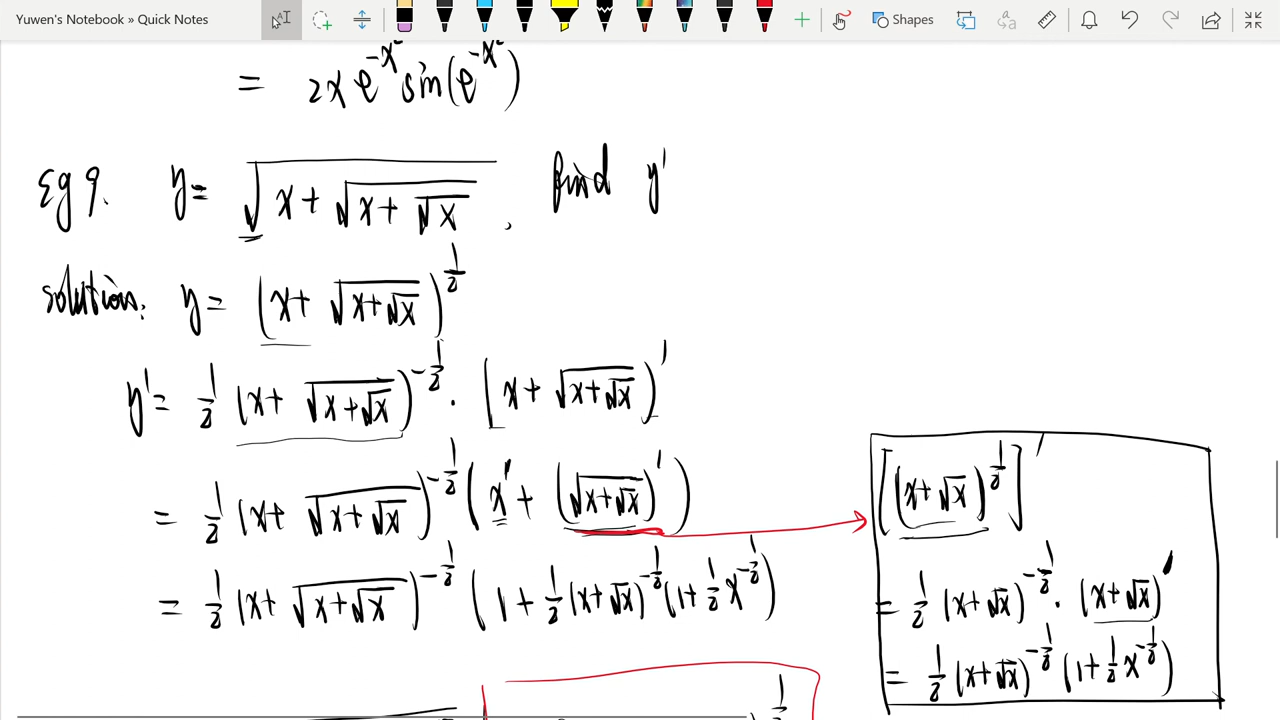 Yuwen's Notebook » Quick Notes
Shapes
= 2x e^{-x^2} sin(e^{-x^2})
Eg 9. y = √(x + √(x + √x)), find y'
solution: y = (x + √(x+√x))^{1/2}
y' = 1/2 (x + √(x+√x))^{-1/2} · [x + √(x+√x))'
= 1/2 (x + √(x+√x))^{-1/2} (x' + (√(x+√x))')
= 1/2 (x + √(x+√x))^{-1/2} (1 + 1/2 (x+√x)^{-1/2} (1 + 1/2 x^{-1/2})
[(x+√x)^{1/2}]'
= 1/2 (x+√x)^{-1/2} · (x+√x)'
= 1/2 (x+√x)^{-1/2} (1 + 1/2 x^{-1/2})